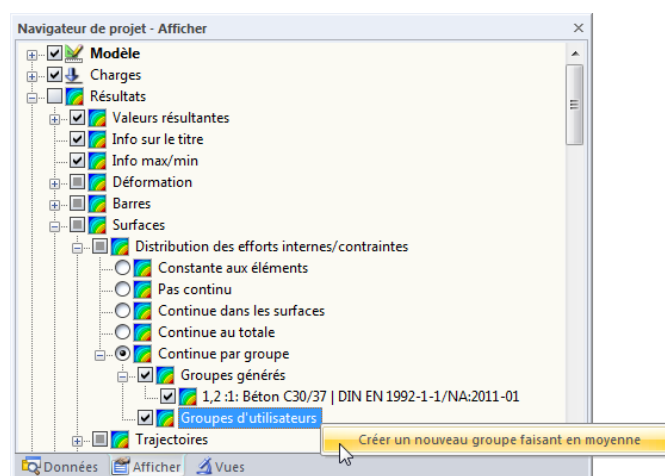 Navigateur de projet - Afficher
Modèle
Charges
Résultats
Valeurs résultantes
Info sur le titre
Info max/min
Déformation
Barres
Surfaces
Distribution des efforts internes/contraintes
Constante aux éléments
Pas continu
Continue dans les surfaces
Continue au totale
Continue par groupe
Groupes générés
1,2 :1: Béton C30/37 | DIN EN 1992-1-1/NA:2011-01
Groupes d'utilisateurs
Trajectoires
Créer un nouveau groupe faisant en moyenne
Données Afficher Vues